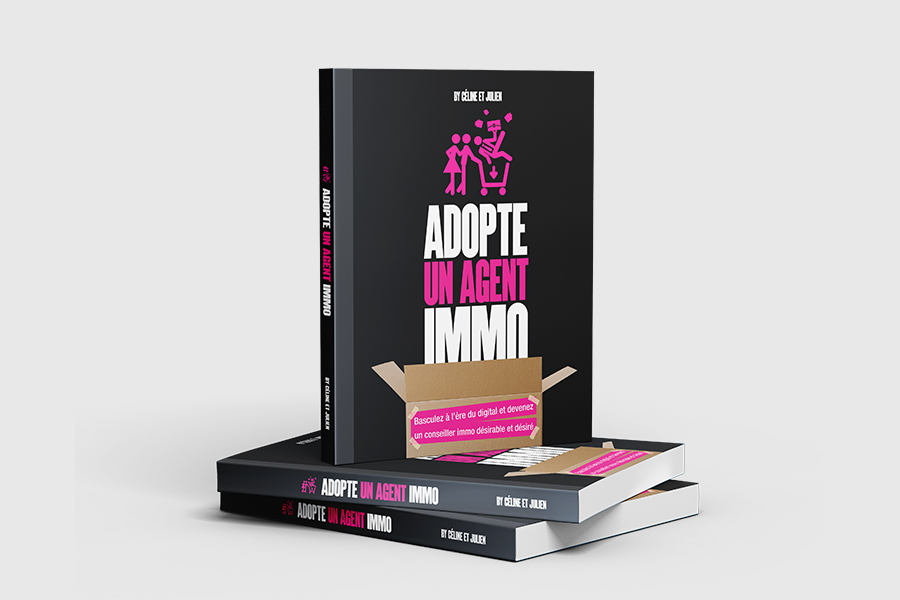 BY CÉLINE ET JULIEN
ADOPTE
UN AGENT
IMMO
Basculez à l'ère du digital et devenez
un conseiller immo désirable et désiré
# ADOPTE UN AGENT IMMO
BY CÉLINE ET JULIEN
# ADOPTE UN AGENT IMMO
BY CÉLINE ET JULIEN
# ADOPTE UN AGENT IMMO
BY CÉLINE ET JULIEN